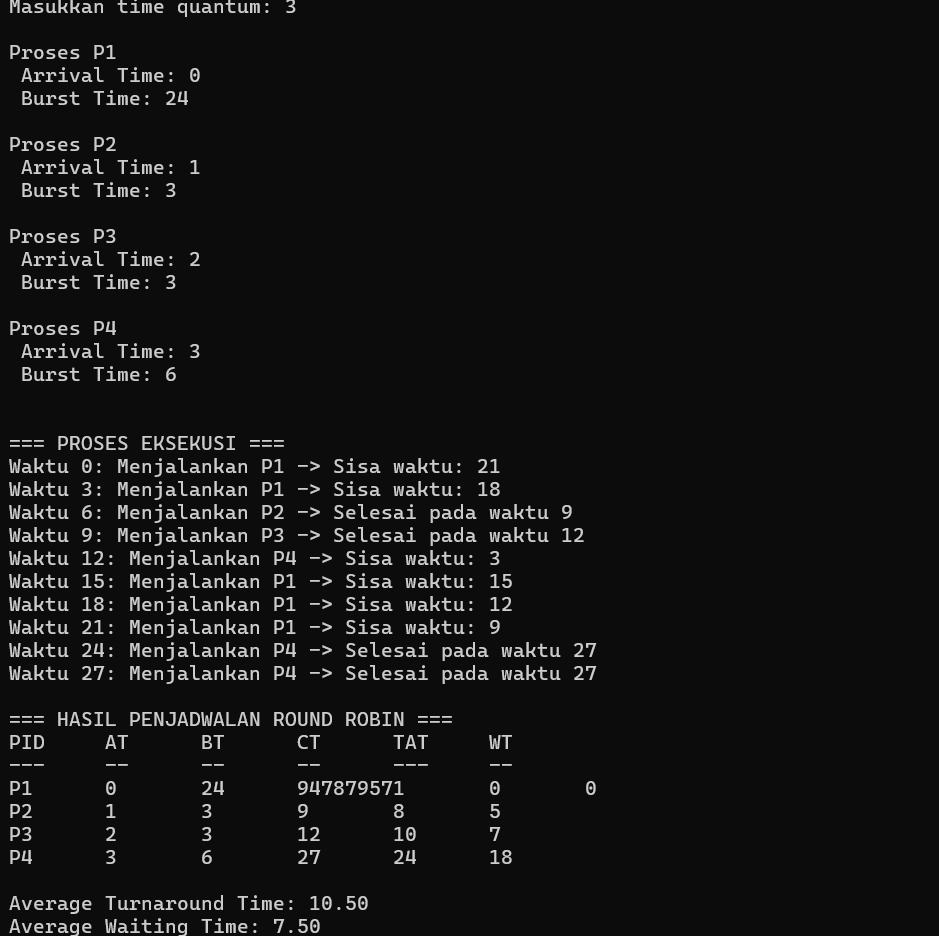 Masukkan time quantum: 3
Proses P1
Arrival Time: 0
Burst Time: 24
Proses P2
Arrival Time: 1
Burst Time: 3
Proses P3
Arrival Time: 2
Burst Time: 3
Proses P4
Arrival Time: 3
Burst Time: 6
=== PROSES EKSEKUSI ===
Waktu 0: Menjalankan P1 -> Sisa waktu: 21
Waktu 3: Menjalankan P1 -> Sisa waktu: 18
Waktu 6: Menjalankan P2 -> Selesai pada waktu 9
Waktu 9: Menjalankan P3 -> Selesai pada waktu 12
Waktu 12: Menjalankan P4 -> Sisa waktu: 3
Waktu 15: Menjalankan P1 -> Sisa waktu: 15
Waktu 18: Menjalankan P1 -> Sisa waktu: 12
Waktu 21: Menjalankan P1 -> Sisa waktu: 9
Waktu 24: Menjalankan P4 -> Selesai pada waktu 27
Waktu 27: Menjalankan P4 -> Selesai pada waktu 27
=== HASIL PENJADWALAN ROUND ROBIN ===
PID AT BT CT TAT WT
--- -- -- -- --- --
P1 0 24 947879571 0 0
P2 1 3 9 8 5
P3 2 3 12 10 7
P4 3 6 27 24 18
Average Turnaround Time: 10.50
Average Waiting Time: 7.50